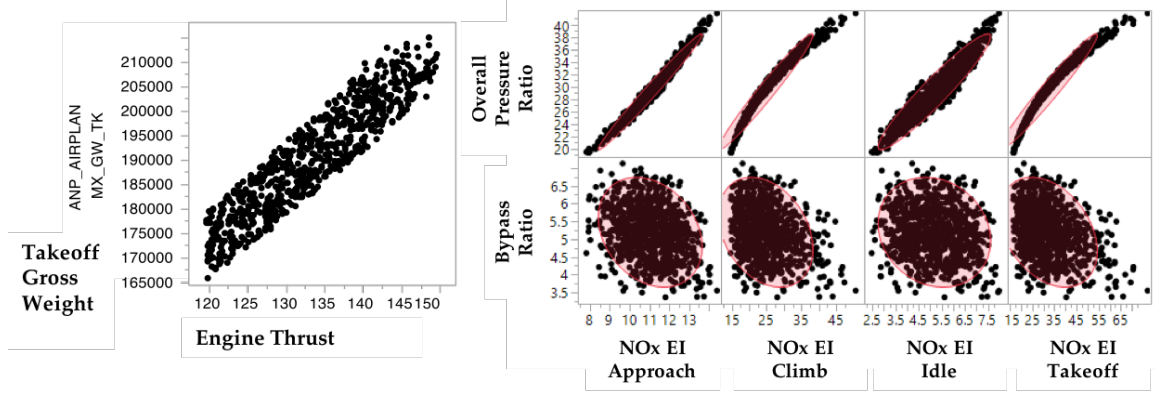 ANP_AIRPLAN
MX_GW_TK
210000
205000
200000
195000
190000
185000
180000
175000
170000
165000
Takeoff
Gross
Weight
120 125 130 135 140 145 150
Engine Thrust
Overall
Pressure
Ratio
40
38
36
34
32
30
28
26
24
22
20
Bypass
Ratio
6.5
6
5.5
5
4.5
4
3.5
8 9 10 11 12 13
15 25 35 45
2.5 3.5 4.5 5.5 6.5 7.5
15 25 35 45 55 65
NOx EI
Approach
NOx EI
Climb
NOx EI
Idle
NOx EI
Takeoff